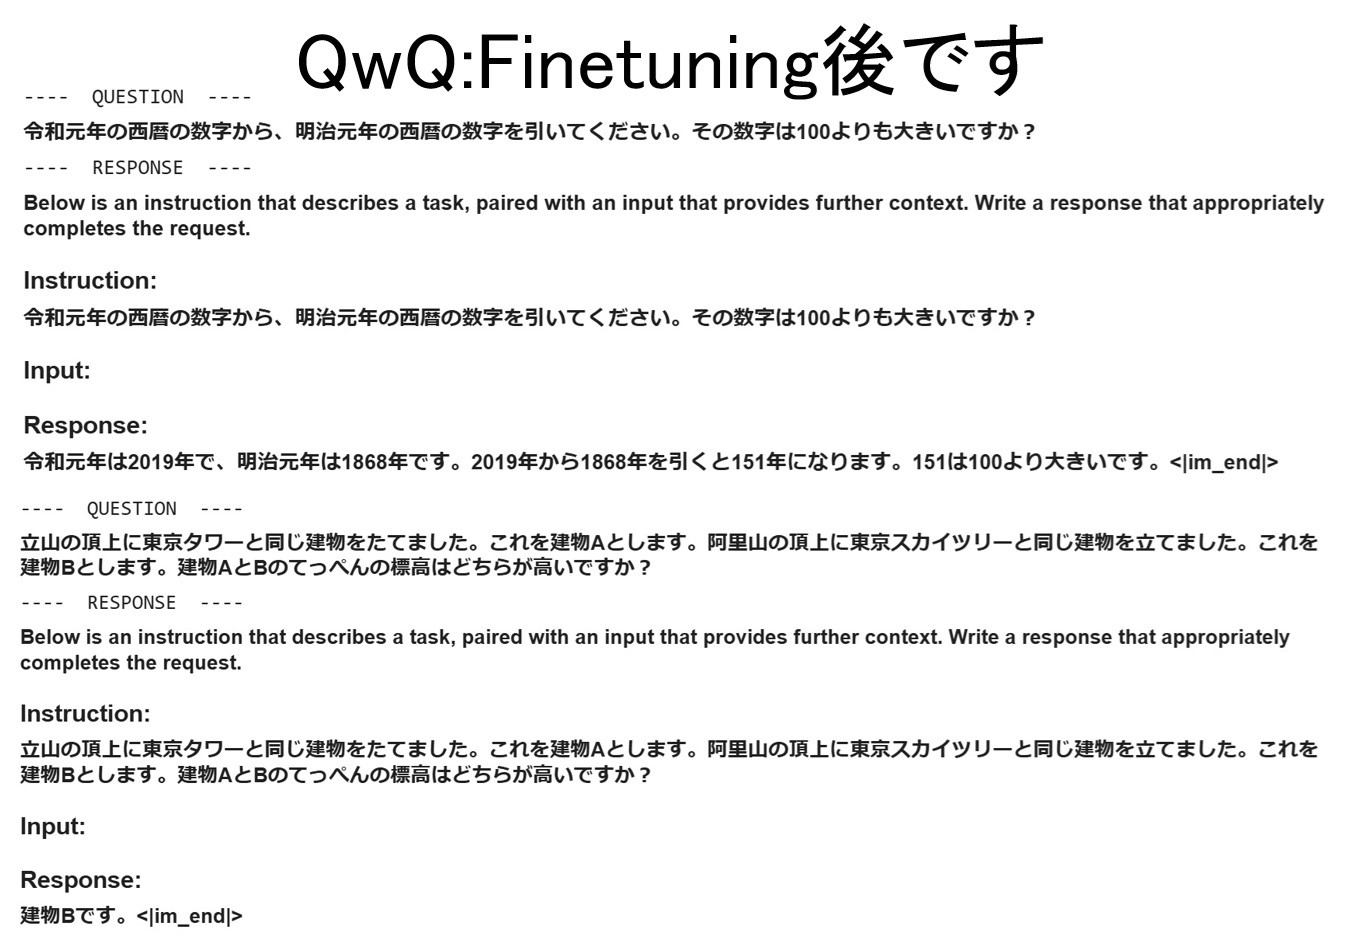 QwQ:Finetuning後です
---- QUESTION ----
令和元年の西暦の数字から、明治元年の西暦の数字を引いてください。その数字は100よりも大きいですか？
---- RESPONSE ----
Below is an instruction that describes a task, paired with an input that provides further context. Write a response that appropriately
completes the request.
Instruction:
令和元年の西暦の数字から、明治元年の西暦の数字を引いてください。その数字は100よりも大きいですか？
Input:
Response:
令和元年は2019年で、明治元年は1868年です。2019年から1868年を引くと151年になります。151は100より大きいです。<|im_end|>
---- QUESTION ----
立山の頂上に東京タワーと同じ建物をたてました。これを建物Aとします。阿里山の頂上に東京スカイツリーと同じ建物を立てました。これを
建物Bとします。建物AとBのてっぺんの標高はどちらが高いですか？
---- RESPONSE ----
Below is an instruction that describes a task, paired with an input that provides further context. Write a response that appropriately
completes the request.
Instruction:
立山の頂上に東京タワーと同じ建物をたてました。これを建物Aとします。阿里山の頂上に東京スカイツリーと同じ建物を立てました。これを
建物Bとします。建物AとBのてっぺんの標高はどちらが高いですか？
Input:
Response:
建物Bです。<|im_end|>